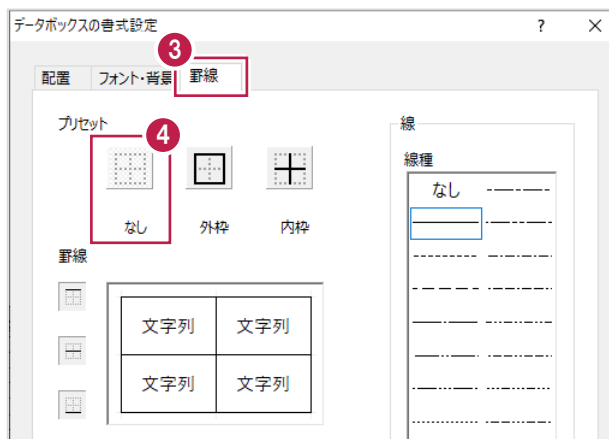 データボックスの書式設定 ? ×
3
配置 フォント・背景 罫線
プリセット
4
なし 外枠 内枠
罫線
文字列 文字列
文字列 文字列
線
線種
なし